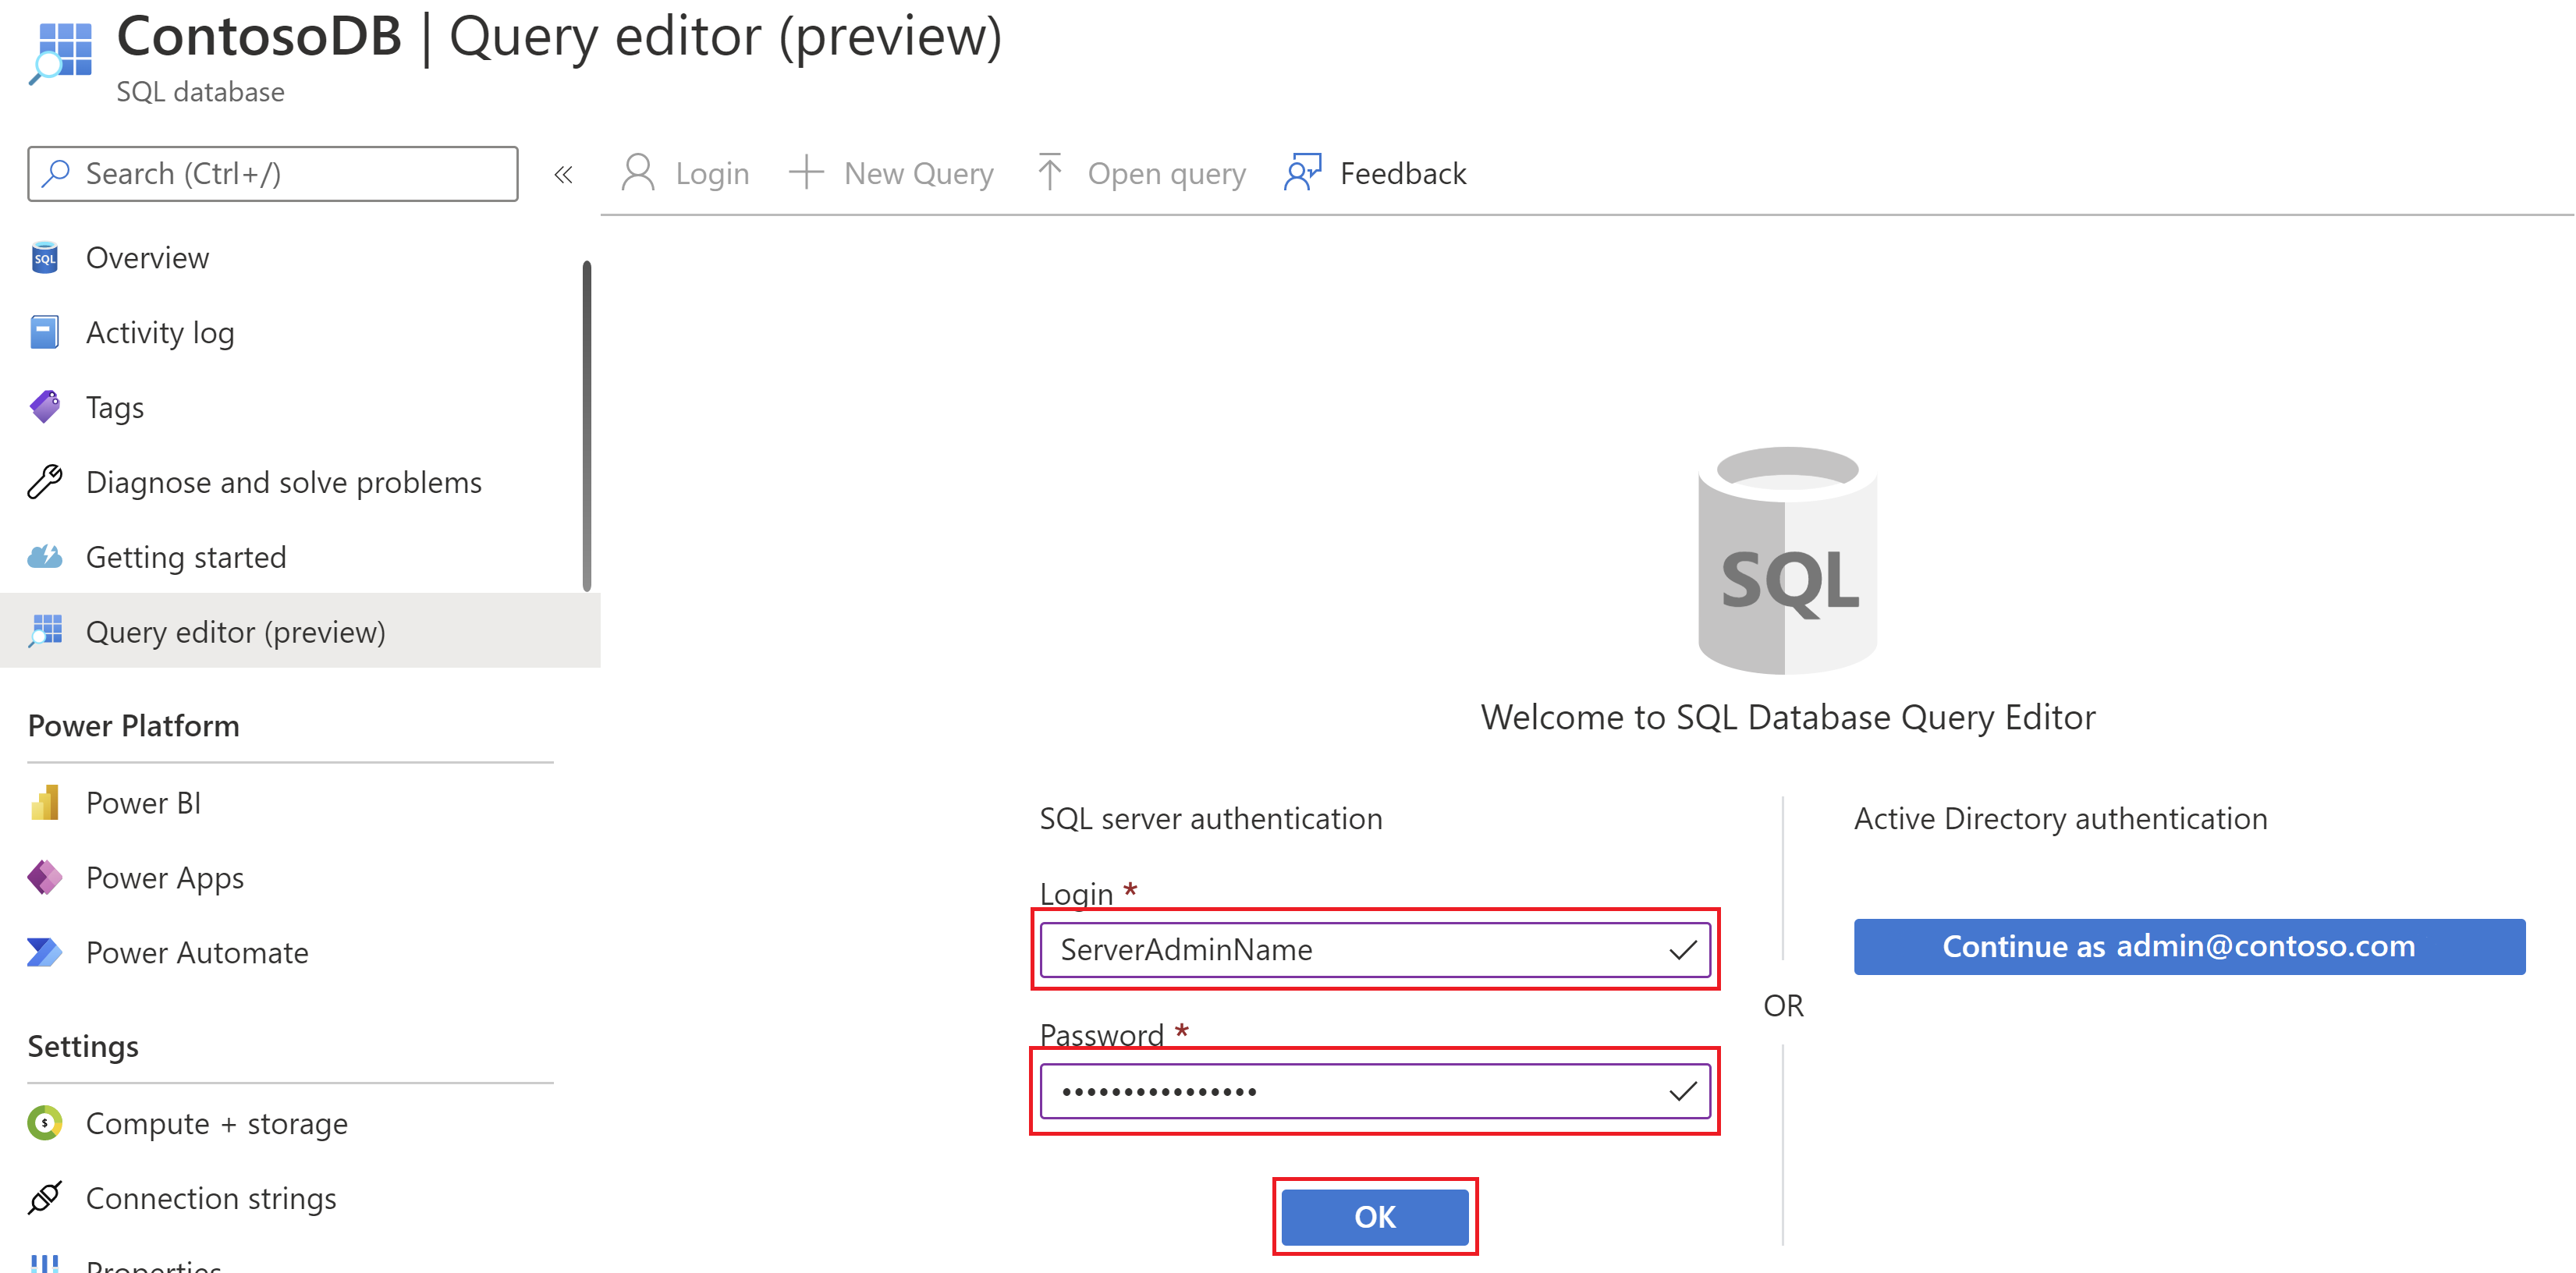 ContosoDB | Query editor (preview)
SQL database
Search (Ctrl+/)
«
Login
New Query
Open query
Feedback
SQL
Overview
Activity log
Tags
Diagnose and solve problems
Getting started
Query editor (preview)
Power Platform
Power BI
Power Apps
Power Automate
Settings
$
Compute + storage
Connection strings
Properties
SQL
Welcome to SQL Database Query Editor
SQL server authentication
Login *
ServerAdminName
Password *
••••••••••••••••
OK
OR
Active Directory authentication
Continue as admin@contoso.com